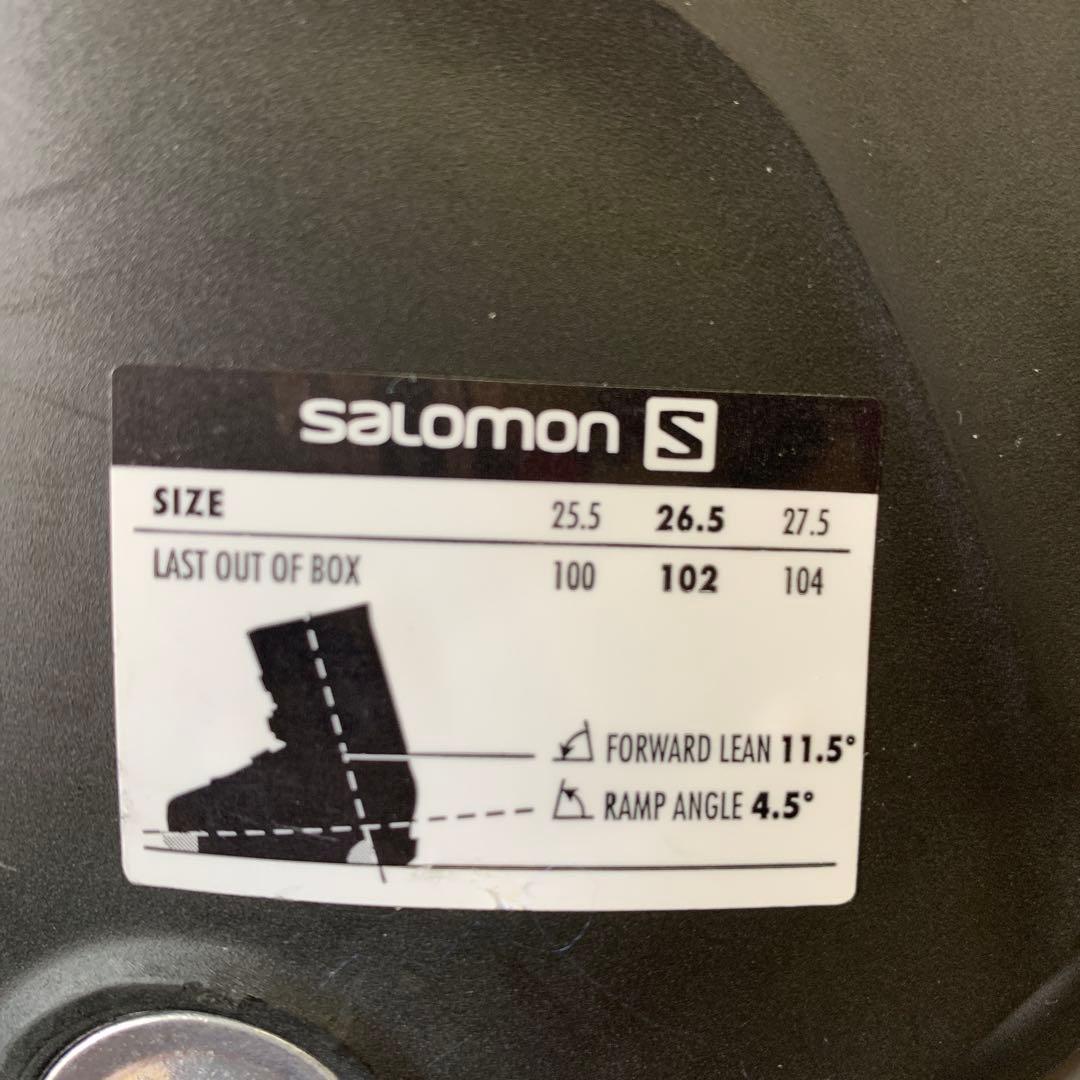 SALOMON S
SIZE 25.5 26.5 27.5
LAST OUT OF BOX 100 102 104
FORWARD LEAN 11.5°
RAMP ANGLE 4.5°